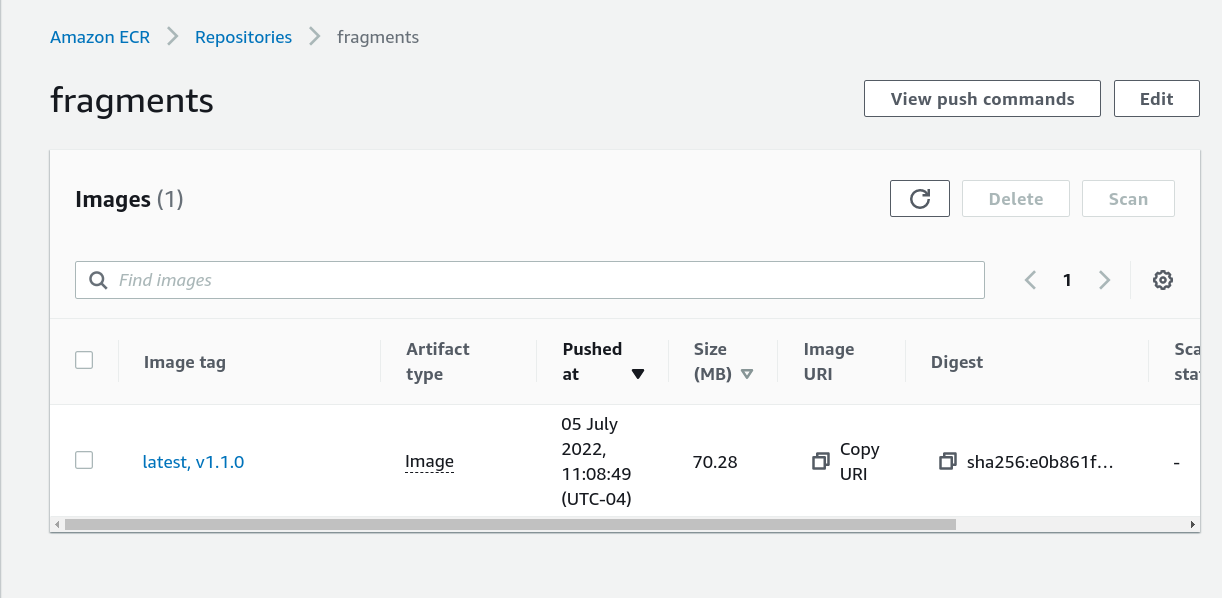 Amazon ECR > Repositories > fragments
fragments
View push commands
Edit
Images (1)
Delete
Scan
Find images
1
Image tag
Artifact
type
Pushed
at
Size
(MB)
Image
URI
Digest
Sca
sta
latest, v1.1.0
Image
05 July
2022,
11:08:49
(UTC-04)
70.28
Copy
URI
sha256:e0b861f...
-